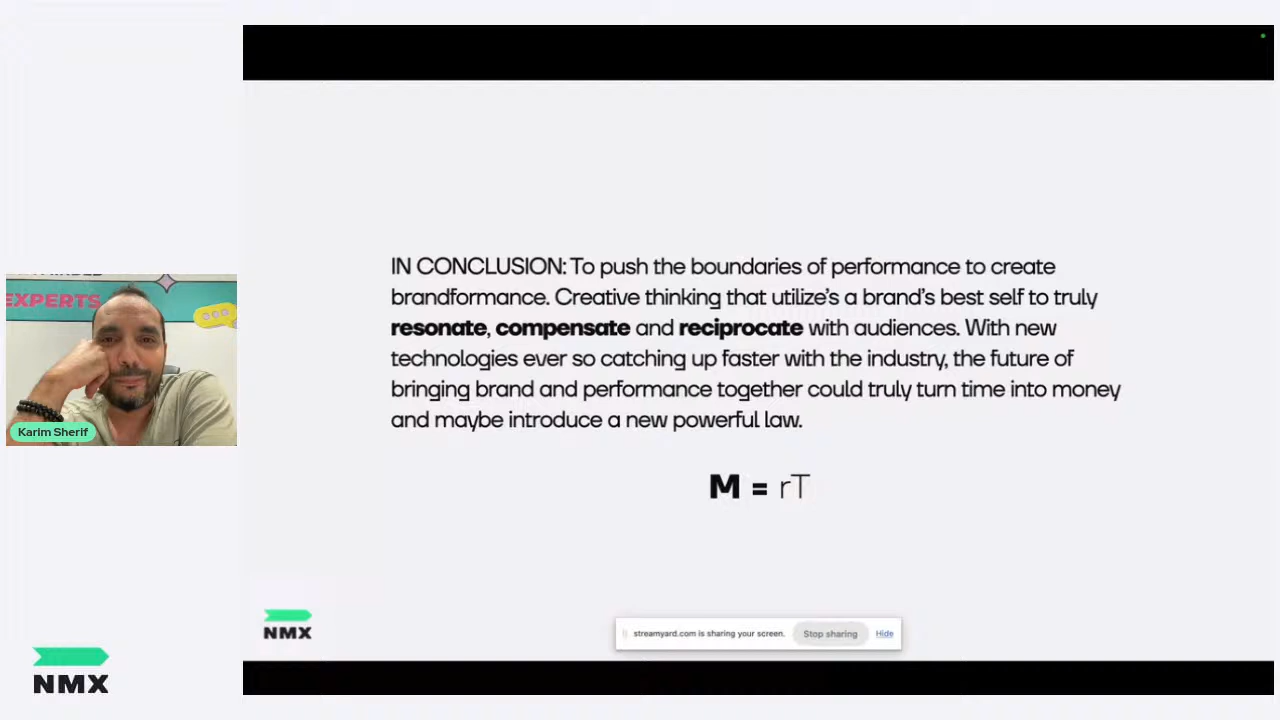 EXPERTS
Karim Sherif
NMX
IN CONCLUSION: To push the boundaries of performance to create
brandformance. Creative thinking that utilize's a brand's best self to truly
resonate, compensate and reciprocate with audiences. With new
technologies ever so catching up faster with the industry, the future of
bringing brand and performance together could truly turn time into money
and maybe introduce a new powerful law.
M = rT
NMX
streamyard.com is sharing your screen. Stop sharing Hide